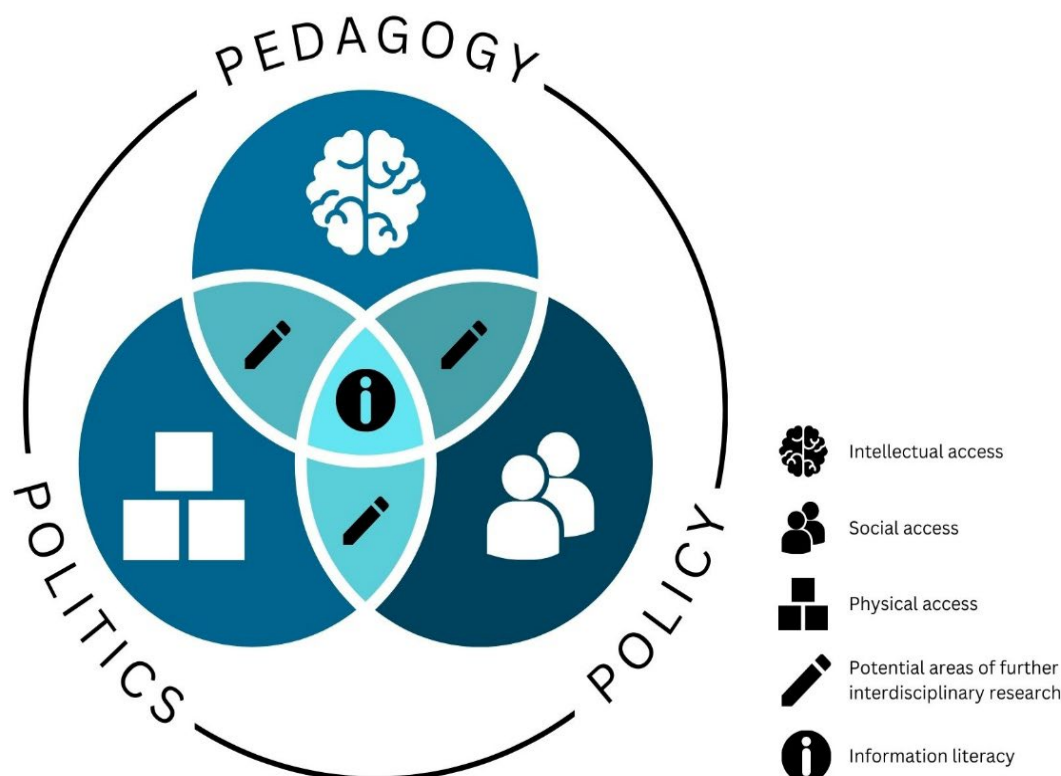 PEDAGOGY
POLITICS
POLICY
Intellectual access
Social access
Physical access
Potential areas of further
interdisciplinary research
Information literacy